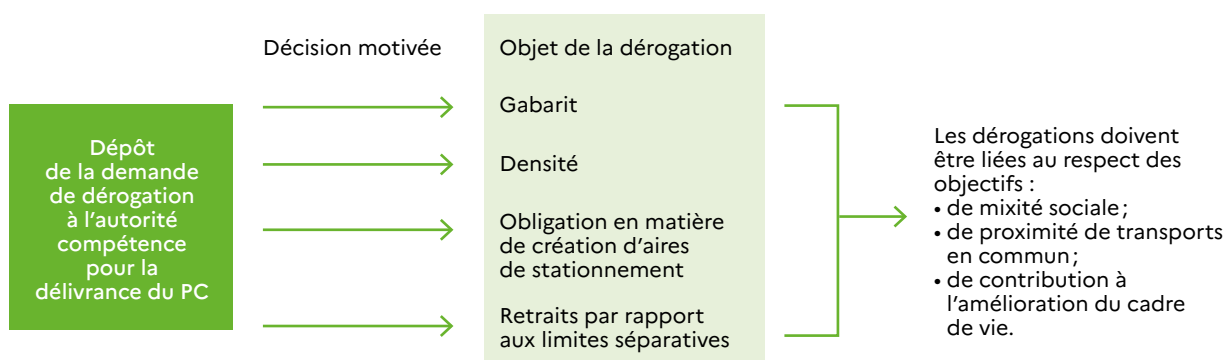 Décision motivée
Objet de la dérogation
Dépôt
de la demande
de dérogation
à l’autorité
compétence
pour la
délivrance du PC
Gabarit
Densité
Obligation en matière
de création d’aires
de stationnement
Retraits par rapport
aux limites séparatives
Les dérogations doivent
être liées au respect des
objectifs :
• de mixité sociale ;
• de proximité de transports
en commun ;
• de contribution à
l’amélioration du cadre
de vie.